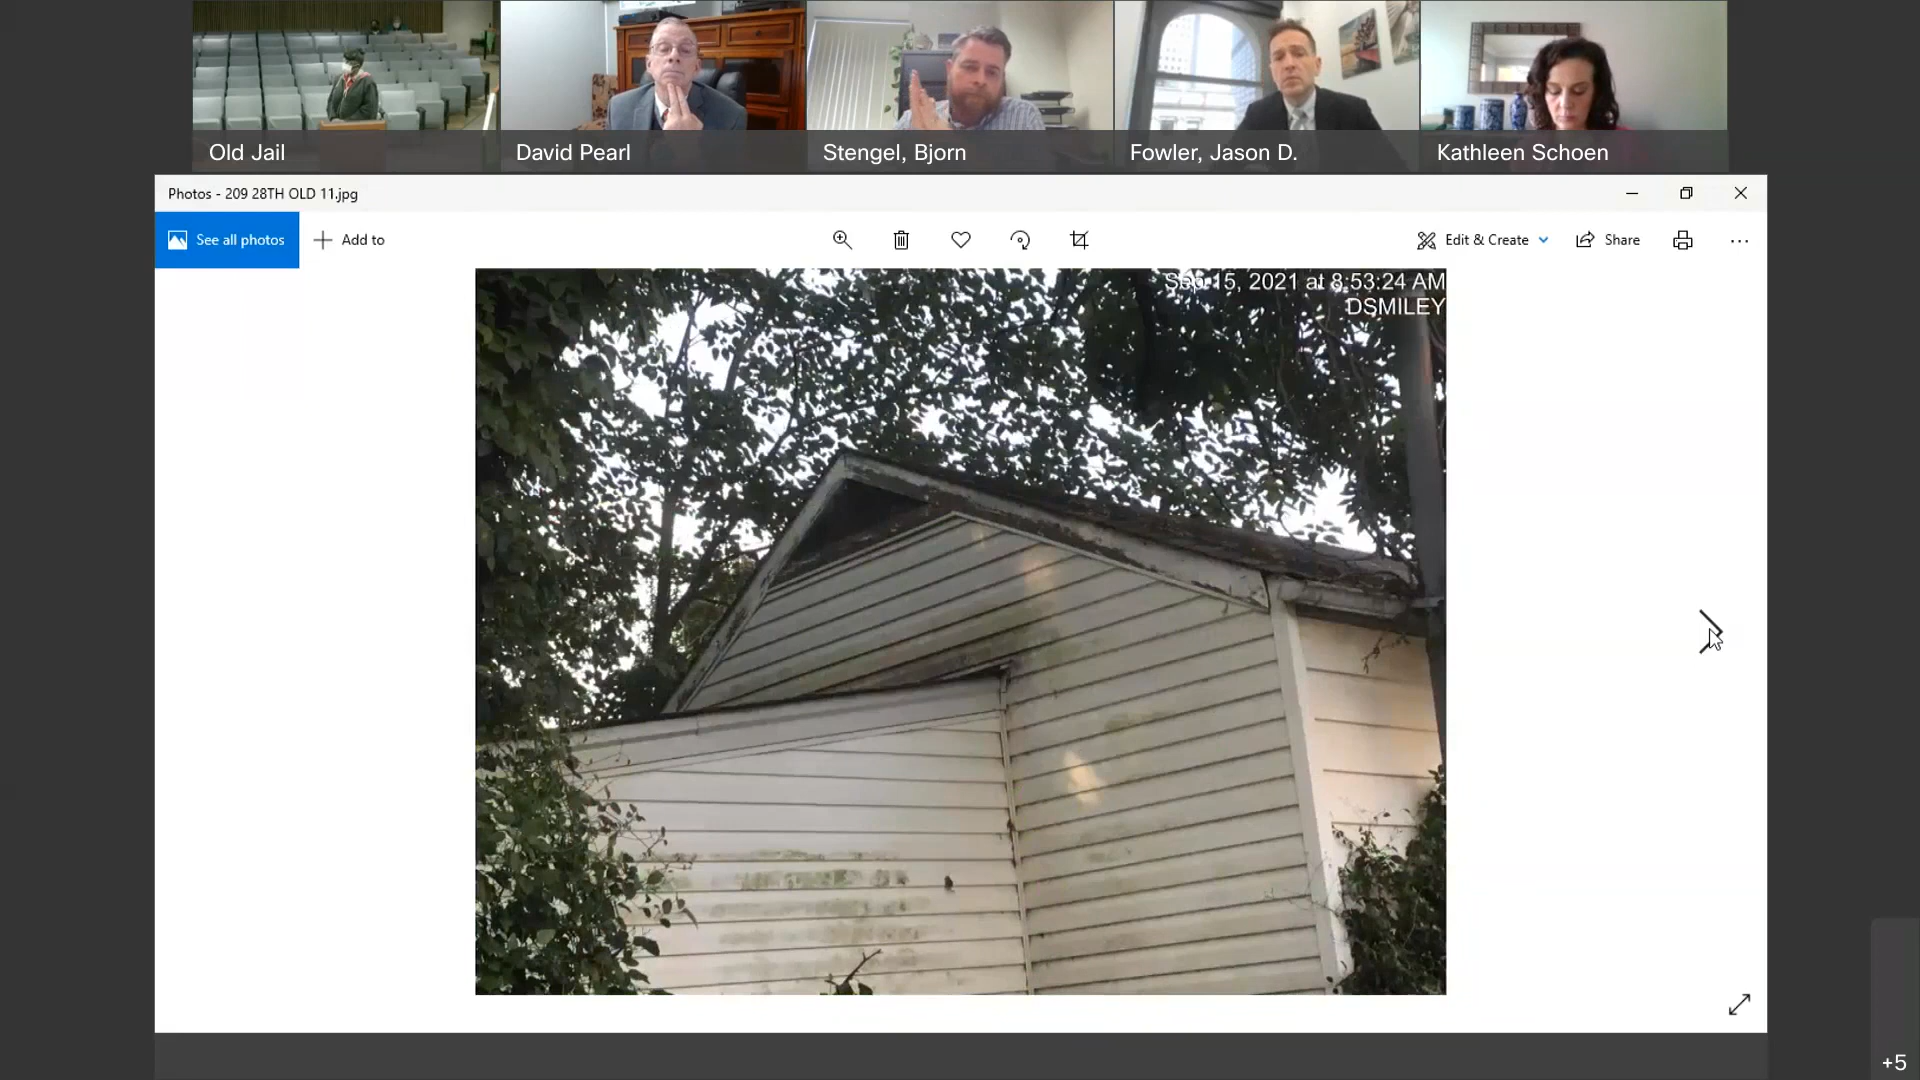 Old Jail
David Pearl
Stengel, Bjorn
Fowler, Jason D.
Kathleen Schoen
Photos - 209 28TH OLD 11.jpg
See all photos
Add to
Edit & Create
Share
Sep 15, 2021 at 8:53:24 AM
DSMILEY
+5